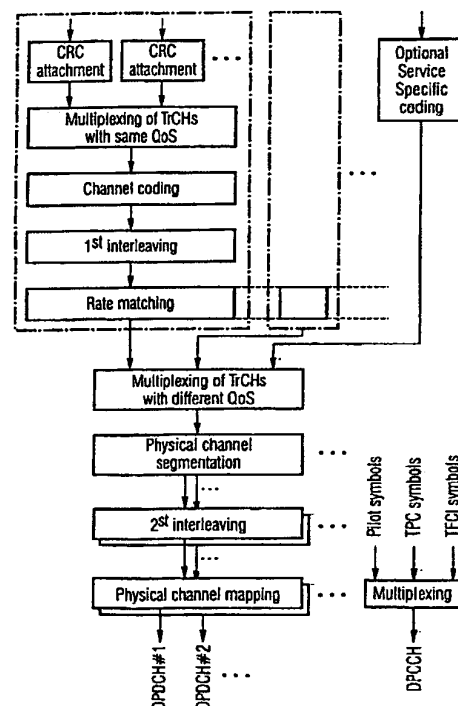 CRC
attachment
CRC
attachment
Optional
Service
Specific
coding
Multiplexing of TrCHs
with same QoS
Channel coding
1st interleaving
Rate matching
Multiplexing of TrCHs
with different QoS
Physical channel
segmentation
2st interleaving
Pilot symbols
TPC symbols
TFCI symbols
Physical channel mapping
Multiplexing
DPDCH#1
DPDCH#2
DPCCH